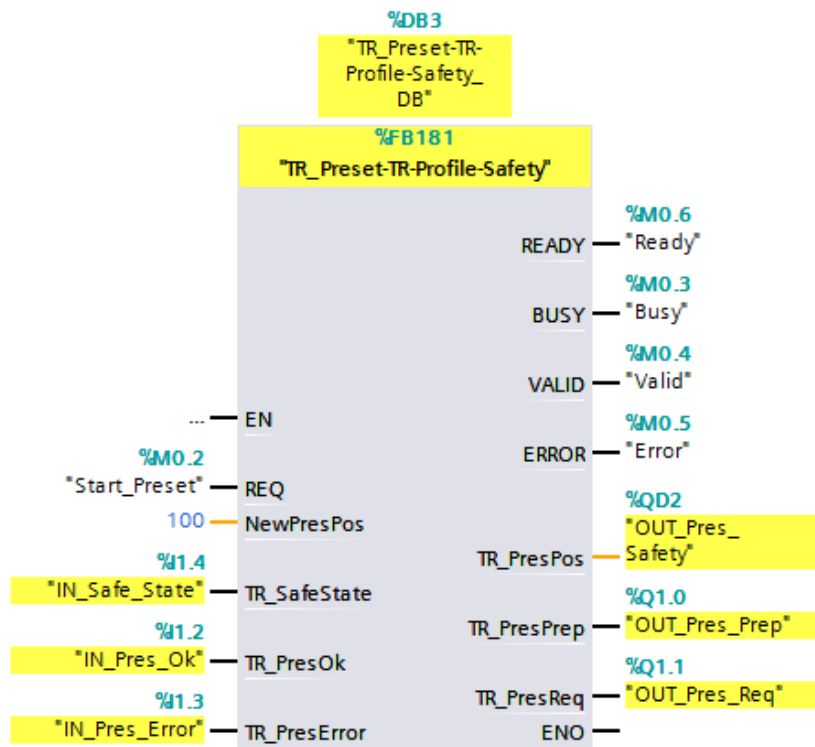 %DB3
"TR_Preset-TR-
Profile-Safety_
DB"
%FB181
"TR_Preset-TR-Profile-Safety"
%M0.6
READY "Ready"
%M0.3
BUSY "Busy"
%M0.4
VALID "Valid"
... EN
%M0.5
ERROR "Error"
%M0.2
"Start_Preset" REQ
100 NewPresPos
%QD2
"OUT_Pres_
TR_PresPos Safety"
%I1.4
"IN_Safe_State" TR_SafeState
%Q1.0
TR_PresPrep "OUT_Pres_Prep"
%I1.2
"IN_Pres_Ok" TR_PresOk
%Q1.1
TR_PresReq "OUT_Pres_Req"
%I1.3
"IN_Pres_Error" TR_PresError
ENO